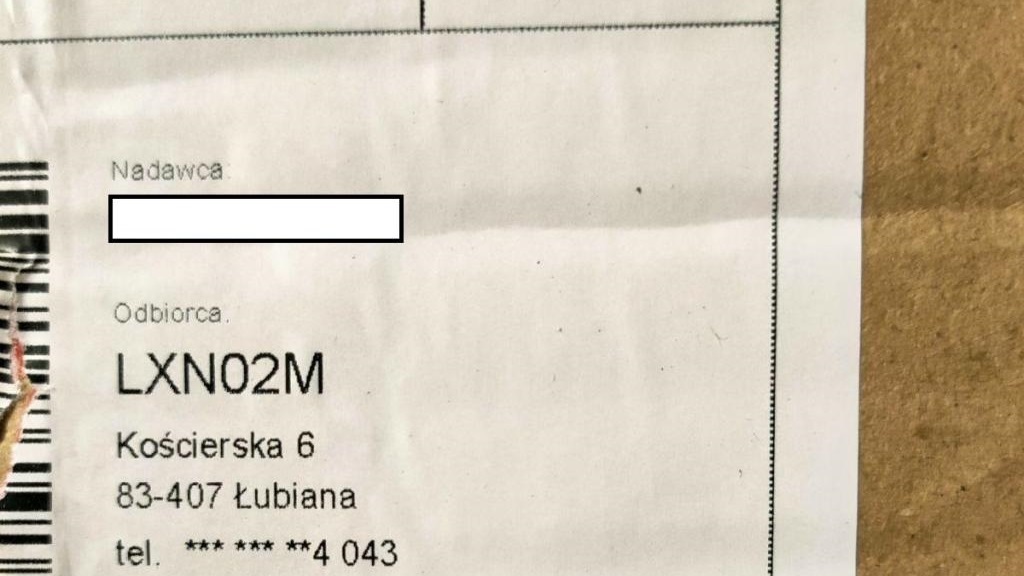 Nadawca:
Odbiorca:
LXN02M
Kościerska 6
83-407 Łubiana
tel. *** *** **4 043